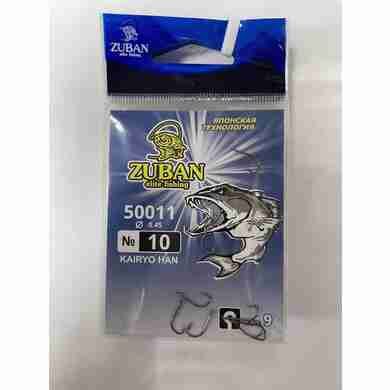 ZUBAN
elite fishing
ЯПОНСКАЯ
ТЕХНОЛОГИЯ
ZUBAN
elite fishing
50011
Ø 0.45
№ 10
KAIRYO HAN
9